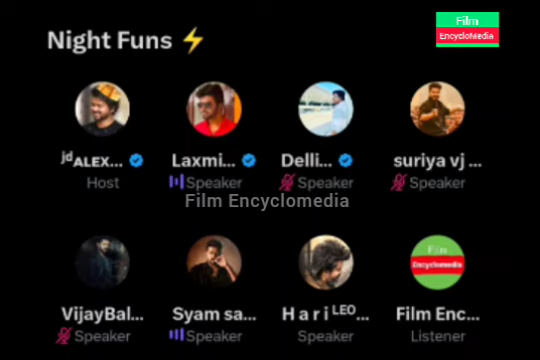 Night Funs ⚡
Film
EncycloMedia
ʲᵈALEX...
Laxmi...
Delli...
suriya vj ...
Host
Speaker
Speaker
Speaker
Film Encyclomedia
Film
Encyclomedia
VijayBal...
Syam sa...
H a r i ᴸᴱᴼ...
Film Enc...
Speaker
Speaker
Speaker
Listener